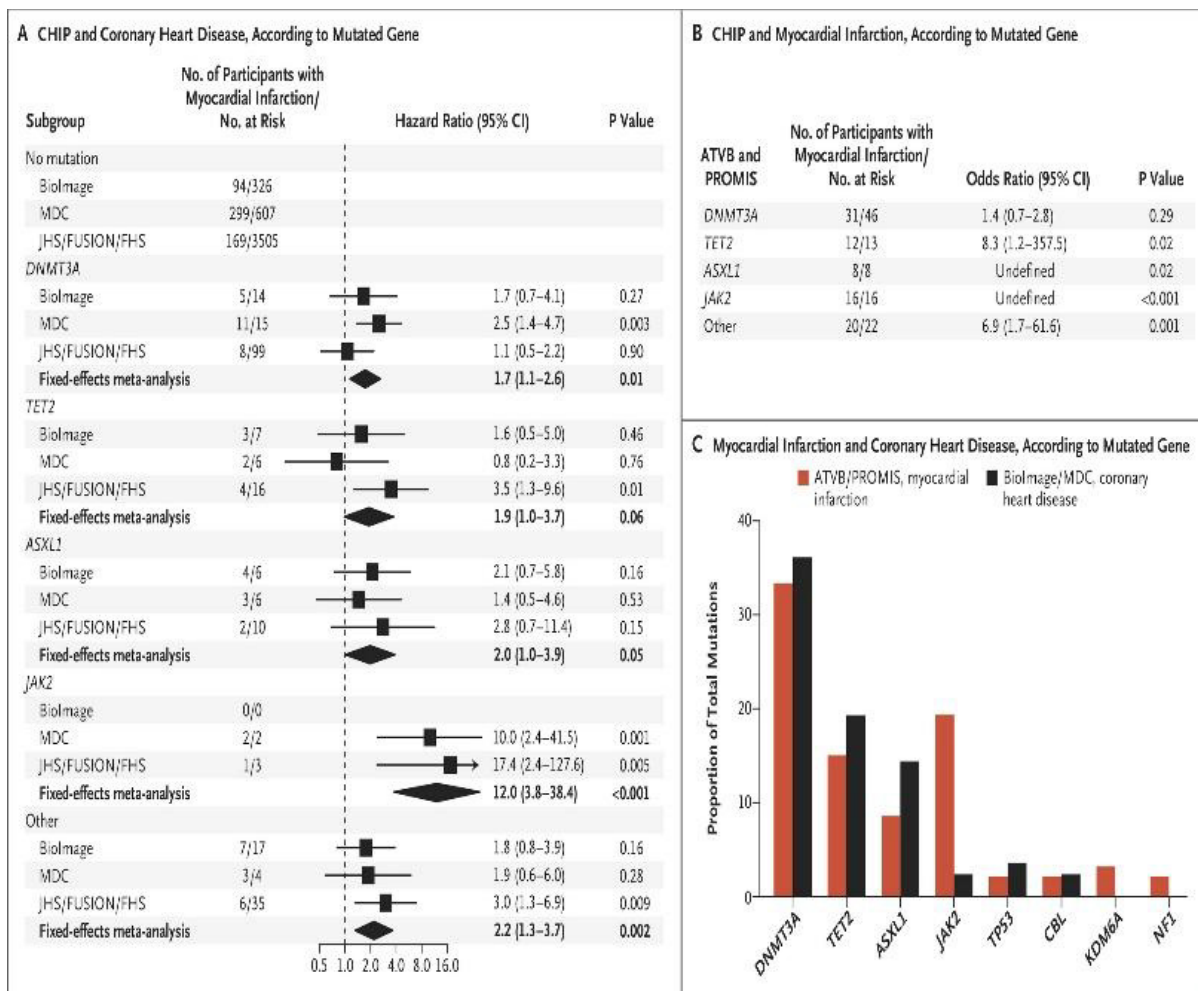 A CHIP and Coronary Heart Disease, According to Mutated Gene
Subgroup No. of Participants with Myocardial Infarction/ No. at Risk Hazard Ratio (95% CI) P Value
No mutation
BioImage 94/326
MDC 299/607
JHS/FUSION/FHS 169/3505
DNMT3A
BioImage 5/14 1.7 (0.7–4.1) 0.27
MDC 11/15 2.5 (1.4–4.7) 0.003
JHS/FUSION/FHS 8/99 1.1 (0.5–2.2) 0.90
Fixed-effects meta-analysis 1.7 (1.1–2.6) 0.01
TET2
BioImage 3/7 1.6 (0.5–5.0) 0.46
MDC 2/6 0.8 (0.2–3.3) 0.76
JHS/FUSION/FHS 4/16 3.5 (1.3–9.6) 0.01
Fixed-effects meta-analysis 1.9 (1.0–3.7) 0.06
ASXL1
BioImage 4/6 2.1 (0.7–5.8) 0.16
MDC 3/6 1.4 (0.5–4.6) 0.53
JHS/FUSION/FHS 2/10 2.8 (0.7–11.4) 0.15
Fixed-effects meta-analysis 2.0 (1.0–3.9) 0.05
JAK2
BioImage 0/0
MDC 2/2 10.0 (2.4–41.5) 0.001
JHS/FUSION/FHS 1/3 17.4 (2.4–127.6) 0.005
Fixed-effects meta-analysis 12.0 (3.8–38.4) <0.001
Other
BioImage 7/17 1.8 (0.8–3.9) 0.16
MDC 3/4 1.9 (0.6–6.0) 0.28
JHS/FUSION/FHS 6/35 3.0 (1.3–6.9) 0.009
Fixed-effects meta-analysis 2.2 (1.3–3.7) 0.002
0.5 1.0 2.0 4.0 8.0 16.0
B CHIP and Myocardial Infarction, According to Mutated Gene
ATVB and PROMIS No. of Participants with Myocardial Infarction/ No. at Risk Odds Ratio (95% CI) P Value
DNMT3A 31/46 1.4 (0.7–2.8) 0.29
TET2 12/13 8.3 (1.2–357.5) 0.02
ASXL1 8/8 Undefined 0.02
JAK2 16/16 Undefined <0.001
Other 20/22 6.9 (1.7–61.6) 0.001
C Myocardial Infarction and Coronary Heart Disease, According to Mutated Gene
ATVB/PROMIS, myocardial infarction
BioImage/MDC, coronary heart disease
Proportion of Total Mutations
40
30
20
10
0
DNMT3A TET2 ASXL1 JAK2 TP53 CBL KDM6A NF1